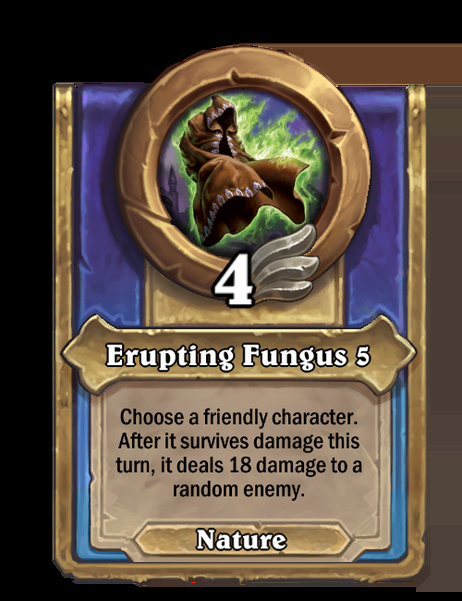 4
Erupting Fungus 5
Choose a friendly character.
After it survives damage this
turn, it deals 18 damage to a
random enemy.
Nature